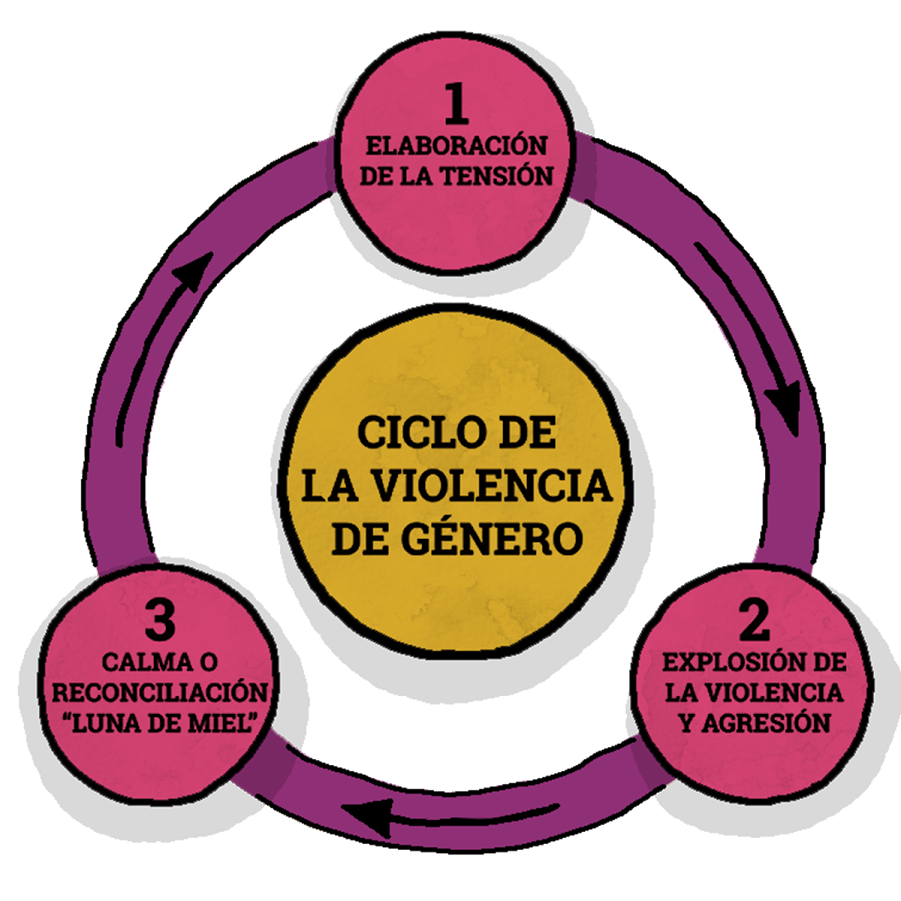 1
ELABORACIÓN
DE LA TENSIÓN
CICLO DE
LA VIOLENCIA
DE GÉNERO
2
EXPLOSIÓN DE
LA VIOLENCIA
Y AGRESIÓN
3
CALMA O
RECONCILIACIÓN
“LUNA DE MIEL”